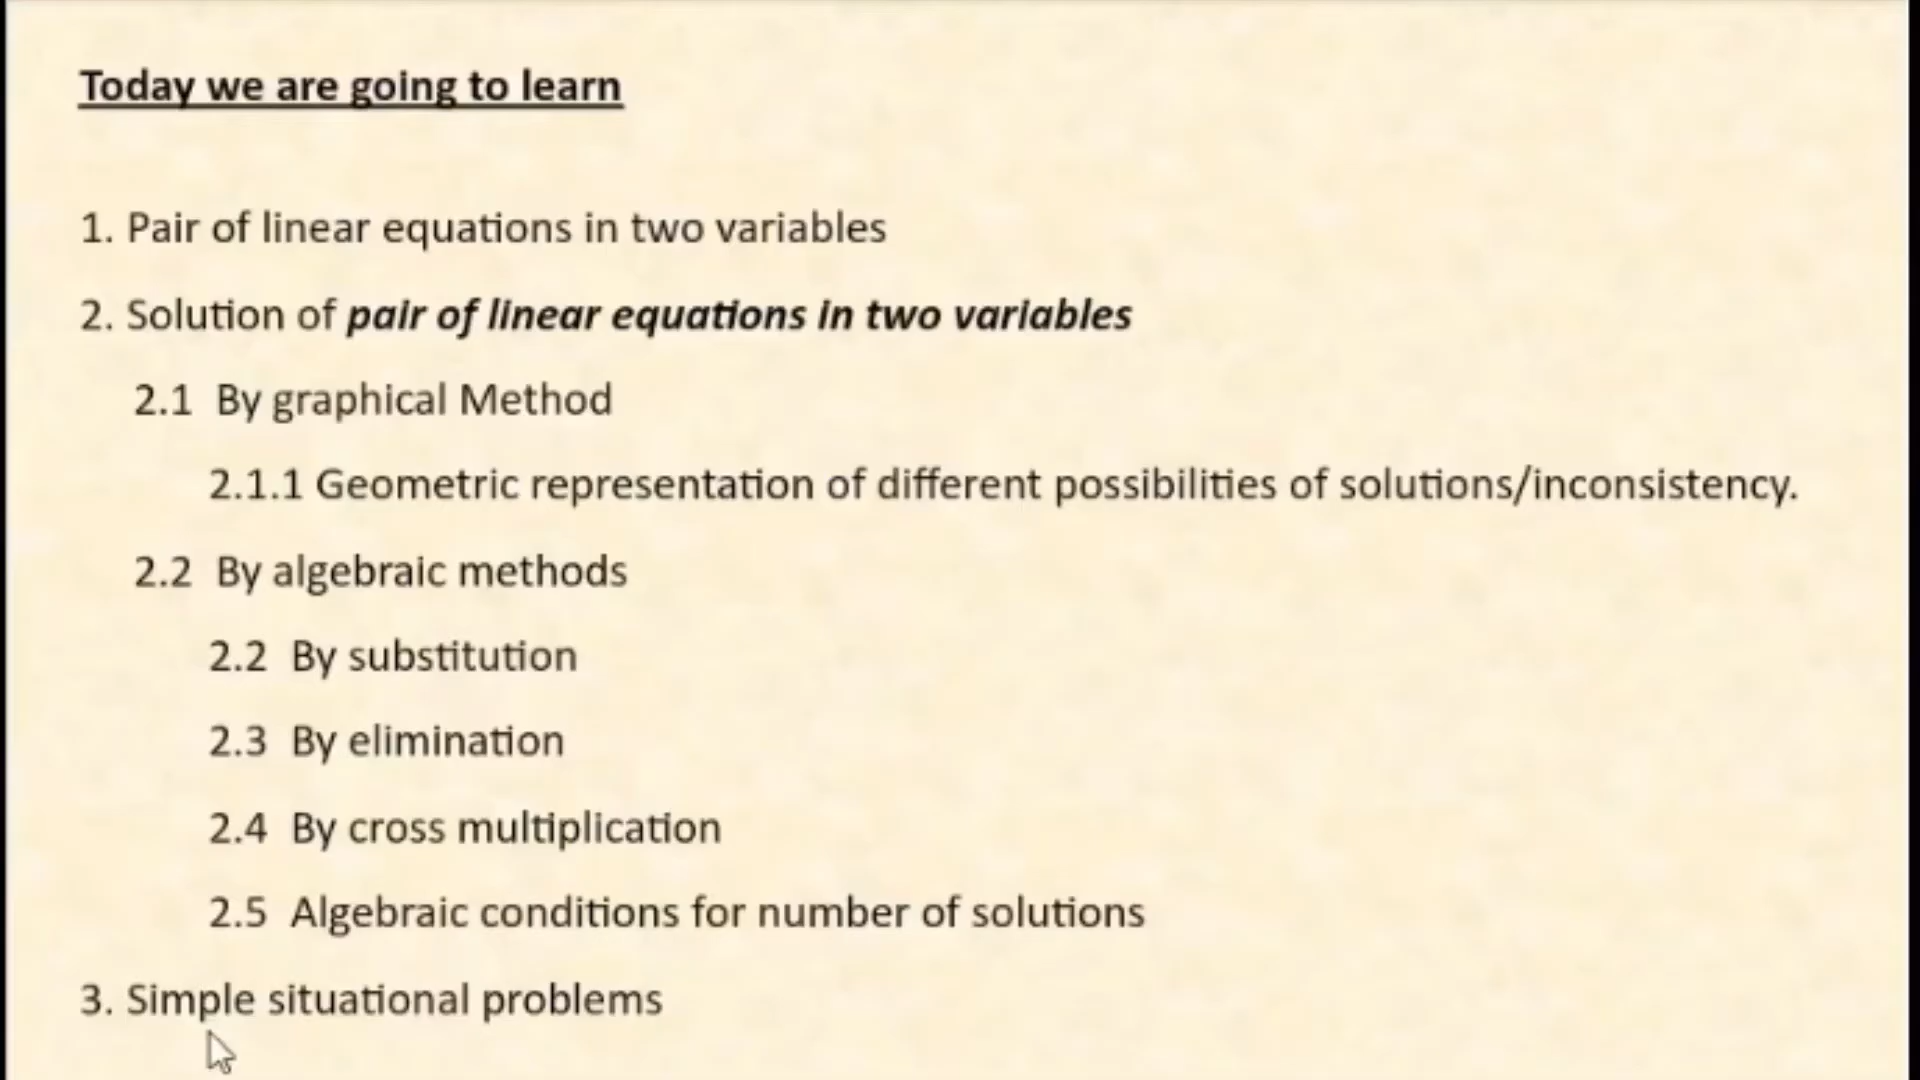 Today we are going to learn
1. Pair of linear equations in two variables
2. Solution of pair of linear equations in two variables
2.1 By graphical Method
2.1.1 Geometric representation of different possibilities of solutions/inconsistency.
2.2 By algebraic methods
2.2 By substitution
2.3 By elimination
2.4 By cross multiplication
2.5 Algebraic conditions for number of solutions
3. Simple situational problems